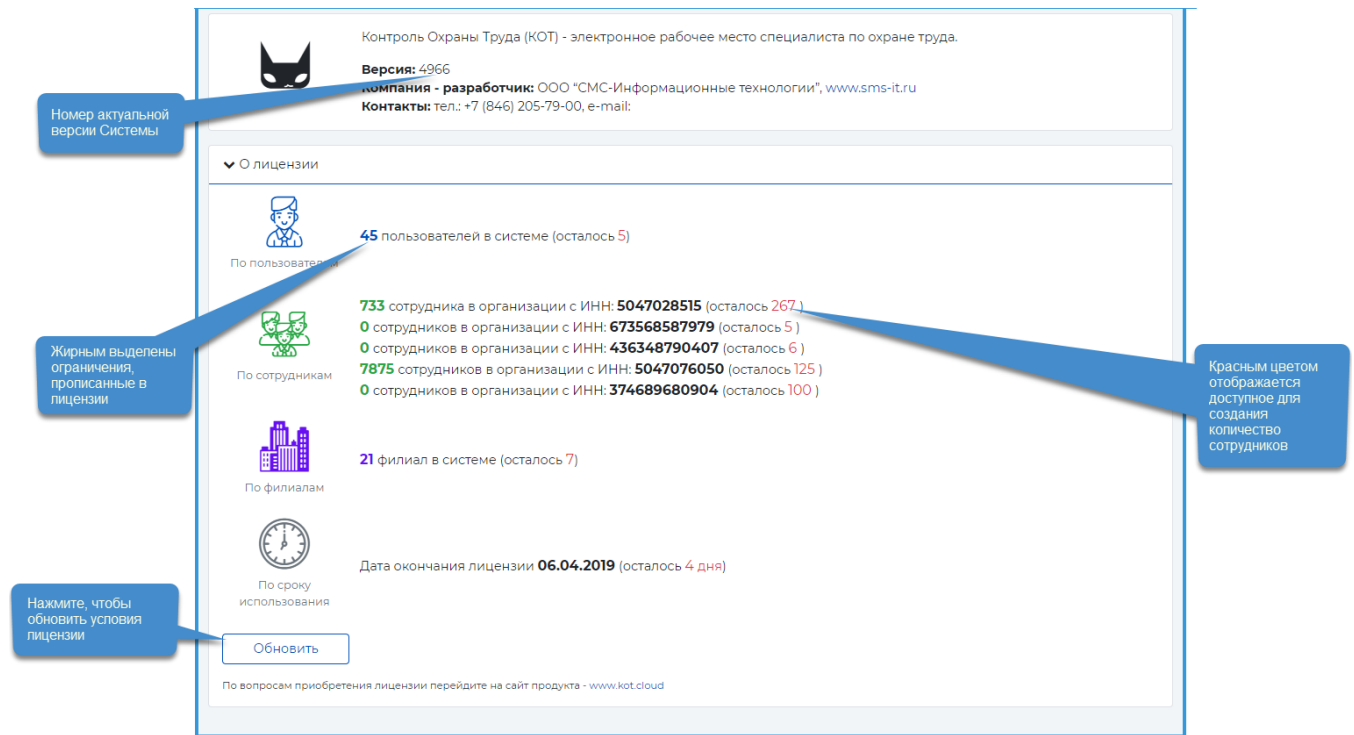 Контроль Охраны Труда (КОТ) - электронное рабочее место специалиста по охране труда.
Версия: 4966
Компания - разработчик: ООО “СМС-Информационные технологии”, www.sms-it.ru
Контакты: тел.: +7 (846) 205-79-00, e-mail:
Номер актуальной
версии Системы
О лицензии
45 пользователей в системе (осталось 5)
По пользователям
733 сотрудника в организации с ИНН: 5047028515 (осталось 267 )
0 сотрудников в организации с ИНН: 673568587979 (осталось 5 )
0 сотрудников в организации с ИНН: 436348790407 (осталось 6 )
7875 сотрудников в организации с ИНН: 5047076050 (осталось 125 )
0 сотрудников в организации с ИНН: 374689680904 (осталось 100 )
По сотрудникам
Жирным выделены
ограничения,
прописанные в
лицензии
Красным цветом
отображается
доступное для
создания
количество
сотрудников
21 филиал в системе (осталось 7)
По филиалам
Дата окончания лицензии 06.04.2019 (осталось 4 дня)
По сроку
использования
Нажмите, чтобы
обновить условия
лицензии
Обновить
По вопросам приобретения лицензии перейдите на сайт продукта - www.kot.cloud